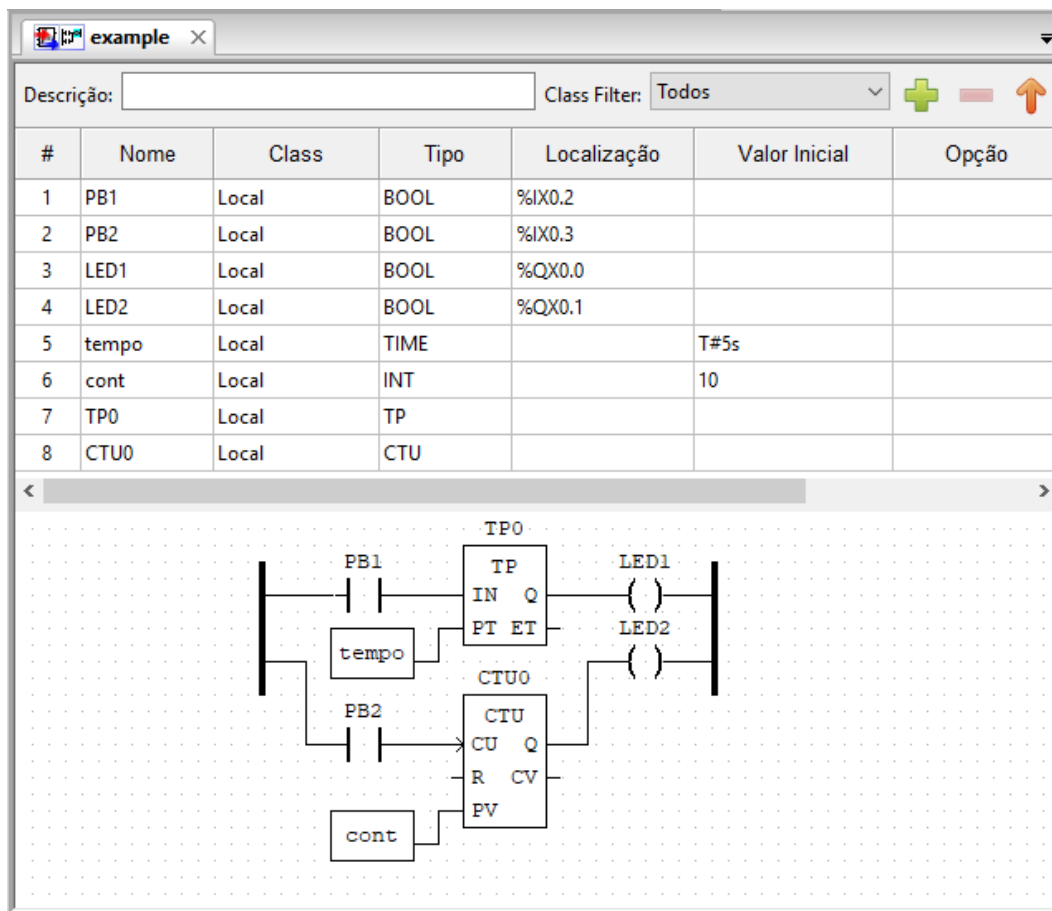 example
Descrição: Class Filter: Todos
# Nome Class Tipo Localização Valor Inicial Opção
1 PB1 Local BOOL %IX0.2
2 PB2 Local BOOL %IX0.3
3 LED1 Local BOOL %QX0.0
4 LED2 Local BOOL %QX0.1
5 tempo Local TIME T#5s
6 cont Local INT 10
7 TP0 Local TP
8 CTU0 Local CTU
TP0
PB1 TP LED1
IN Q
PT ET LED2
tempo
CTU0
PB2 CTU
CU Q
R CV
PV
cont